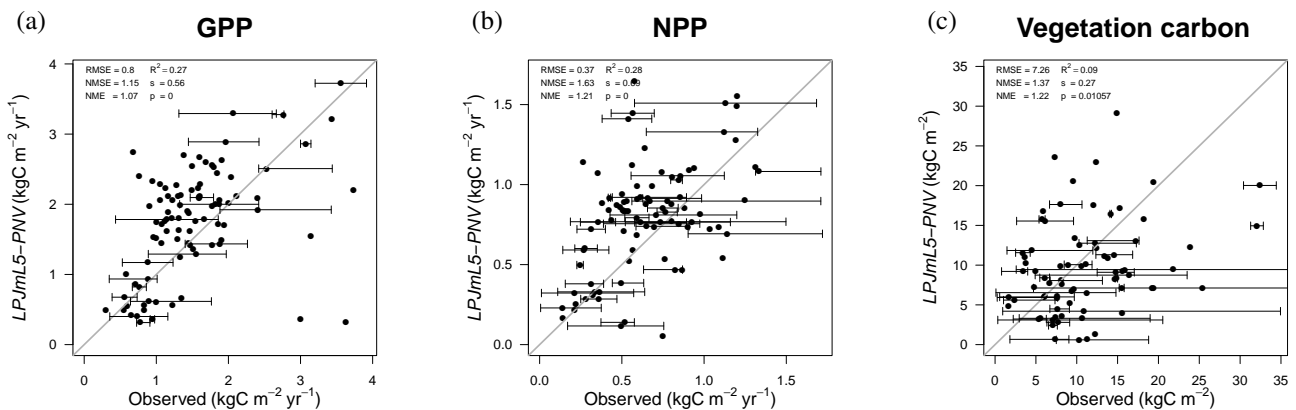 (a) GPP
RMSE = 0.8 R² = 0.27
NMSE = 1.15 s = 0.56
NME = 1.07 p = 0
LPJmL5−PNV (kgC m⁻² yr⁻¹)
4
3
2
1
0
0 1 2 3 4
Observed (kgC m⁻² yr⁻¹)
(b) NPP
RMSE = 0.37 R² = 0.28
NMSE = 1.63 s =
NME = 1.21 p = 0
LPJmL5−PNV (kgC m⁻² yr⁻¹)
1.5
1.0
0.5
0.0
0.0 0.5 1.0 1.5
Observed (kgC m⁻² yr⁻¹)
(c) Vegetation carbon
RMSE = 7.26 R² = 0.09
NMSE = 1.37 s = 0.27
NME = 1.22 p = 0.01057
LPJmL5−PNV (kgC m⁻²)
35
30
25
20
15
10
5
0
0 5 10 15 20 25 30 35
Observed (kgC m⁻²)